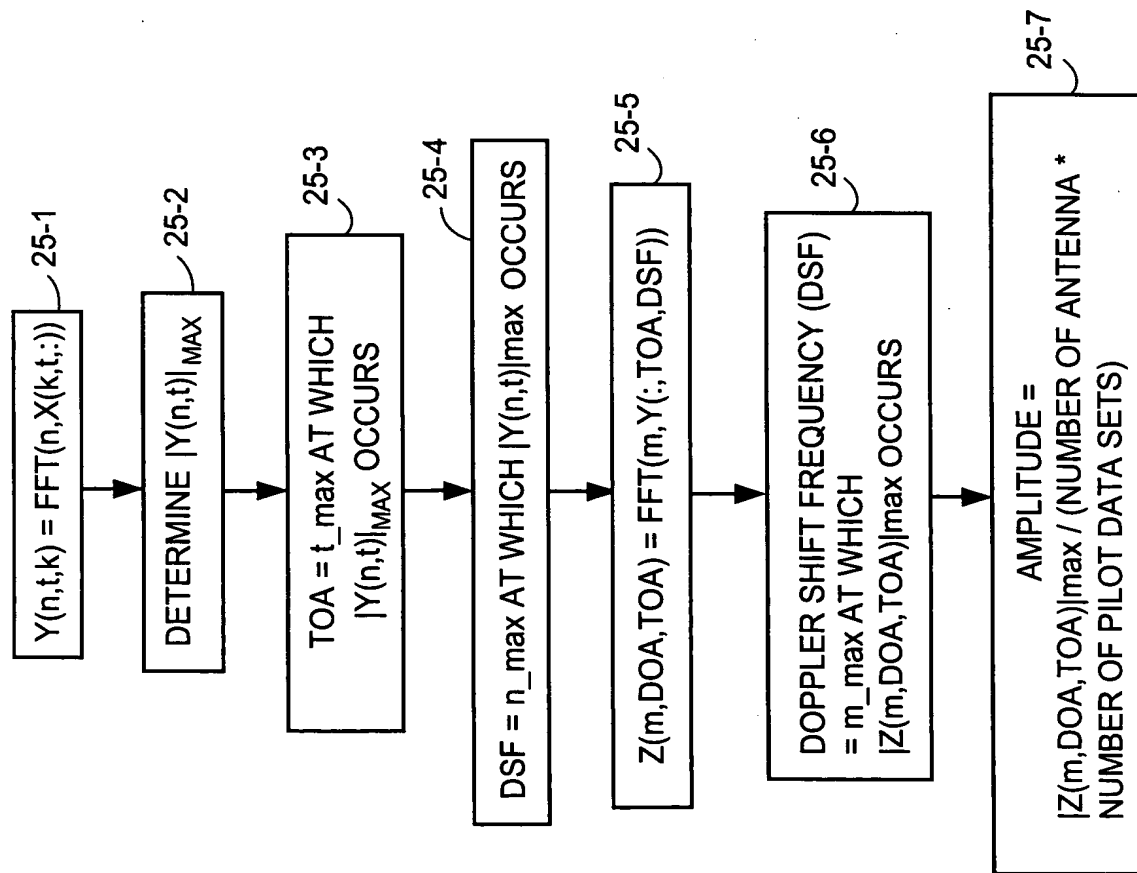 25-1
Y(n,t,k) = FFT(n,X(k,t,:))
25-2
DETERMINE |Y(n,t)|MAX
25-3
TOA = t_max AT WHICH
|Y(n,t)|MAX OCCURS
25-4
DSF = n_max AT WHICH |Y(n,t)|max OCCURS
25-5
Z(m,DOA,TOA) = FFT(m,Y(:,TOA,DSF))
25-6
DOPPLER SHIFT FREQUENCY (DSF)
= m_max AT WHICH
|Z(m,DOA,TOA)|max OCCURS
25-7
AMPLITUDE =
|Z(m,DOA,TOA)|max / (NUMBER OF ANTENNA *
NUMBER OF PILOT DATA SETS)